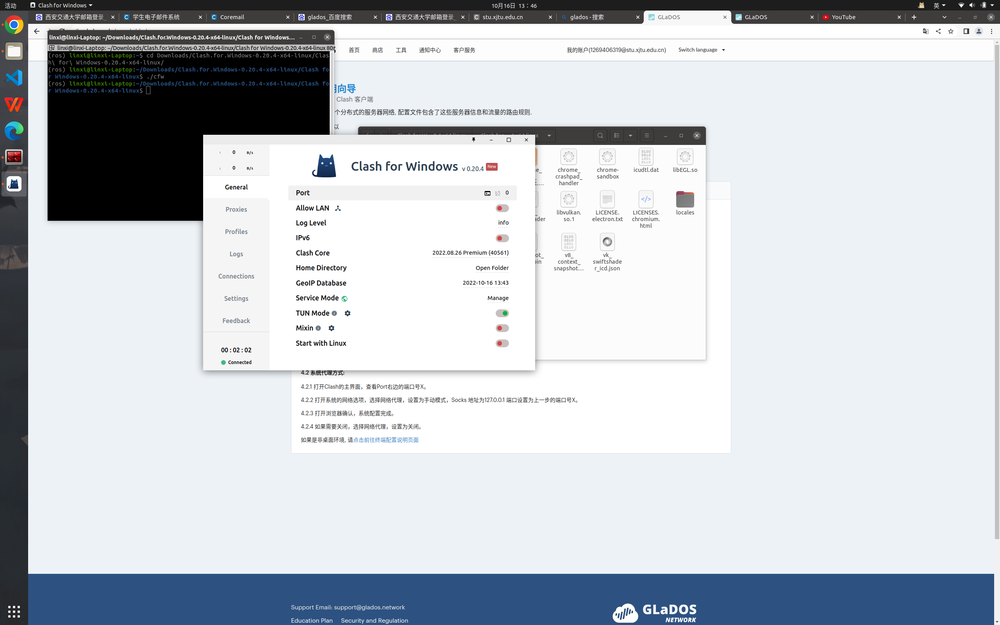 活动
Clash for Windows
10月16日 13：46
英
西安交通大学邮箱登录_
学生电子邮件系统
Coremail
glados_百度搜索
西安交通大学邮箱登录_
stu.xjtu.edu.cn
glados - 搜索
GLaDOS
GLaDOS
YouTube
首页
商店
工具
通知中心
客户服务
我的账户(1269406319@stu.xjtu.edu.cn)
Switch language
linxi@linxi-Laptop: ~/Downloads/Clash.for.Windows-0.20.4-x64-linux/Clash for Windows...
linxi@linxi-Laptop: ~/Downloads/Clash.for.Windows-0.20.4-x64-linux/Clash for Windows-0.20.4-x64-linux 80x
(ros) linxi@linxi-Laptop:~$ cd Downloads/Clash.for.Windows-0.20.4-x64-linux/Clas
h\ for\ Windows-0.20.4-x64-linux/
(ros) linxi@linxi-Laptop:~/Downloads/Clash.for.Windows-0.20.4-x64-linux/Clash fo
r Windows-0.20.4-x64-linux$ ./cfw
(ros) linxi@linxi-Laptop:~/Downloads/Clash.for.Windows-0.20.4-x64-linux/Clash fo
r Windows-0.20.4-x64-linux$
用向导
Clash 客户端
个分布式的服务器网络, 配置文件包含了这些服务器信息和流量的路由规则.
以
↑ 0 B/s
↓ 0 B/s
General
Proxies
Profiles
Logs
Connections
Settings
Feedback
00 : 02 : 02
Connected
Clash for Windows v 0.20.4 New
Port 0
Allow LAN
Log Level info
IPv6
Clash Core 2022.08.26 Premium (40561)
Home Directory Open Folder
GeoIP Database 2022-10-16 13:43
Service Mode Manage
TUN Mode
Mixin
Start with Linux
chrome_
crashpad_
handler
chrome-
sandbox
icudtl.dat
libEGL.so
libvulkan.
so.1
LICENSE.
electron.txt
LICENSES.
chromium.
html
locales
v8_
context_
snapshot…
vk_
swiftshade
r_icd.json
4.2 系统代理方式:
4.2.1 打开Clash的主界面，查看Port右边的端口号X。
4.2.2 打开系统的网络选项，选择网络代理，设置为手动模式，Socks 地址为127.0.0.1 端口设置为上一步的端口号X。
4.2.3 打开浏览器确认，系统配置完成。
4.2.4 如果需要关闭，选择网络代理，设置为关闭。
如果是非桌面环境, 请点击前往终端配置说明页面
Support Email: support@glados.network
Education Plan
Security and Regulation
GLaDOS
NETWORK